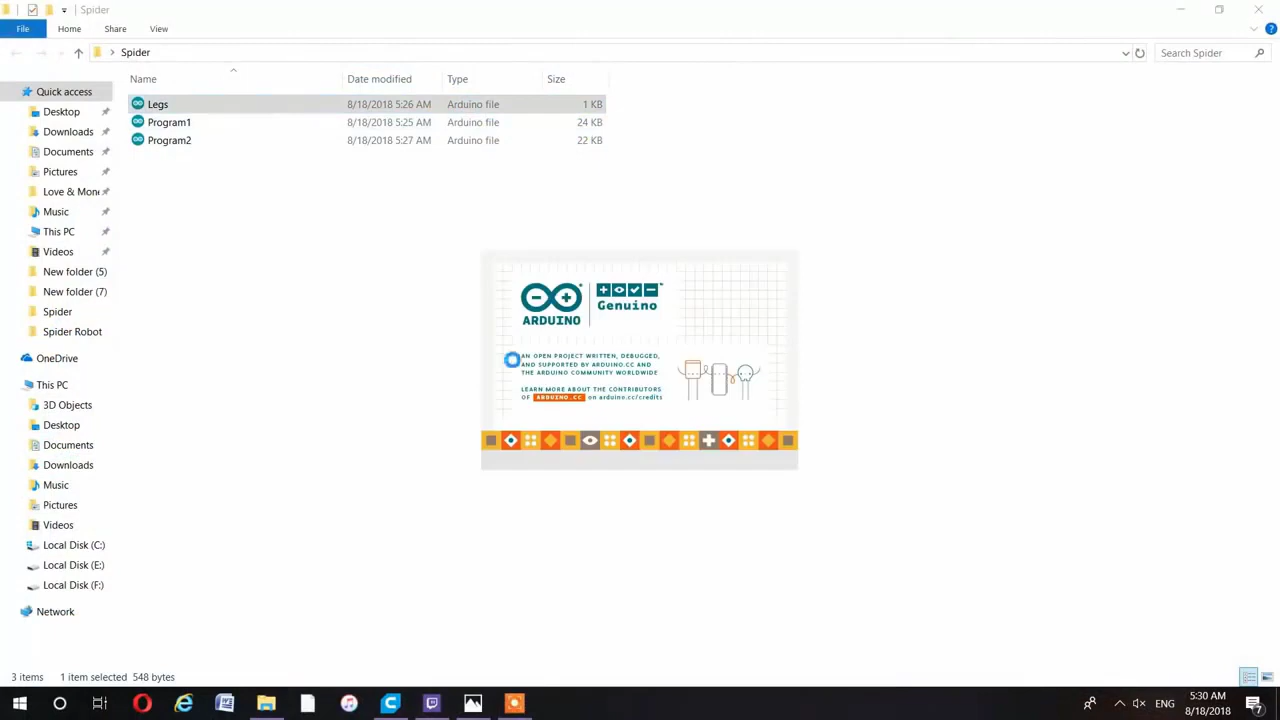 Spider
File Home Share View
Spider
Search Spider
Name Date modified Type Size
Legs 8/18/2018 5:26 AM Arduino file 1 KB
Program1 8/18/2018 5:25 AM Arduino file 24 KB
Program2 8/18/2018 5:27 AM Arduino file 22 KB
Quick access
Desktop
Downloads
Documents
Pictures
Love & Mon
Music
This PC
Videos
New folder (5)
New folder (7)
Spider
Spider Robot
OneDrive
This PC
3D Objects
Desktop
Documents
Downloads
Music
Pictures
Videos
Local Disk (C:)
Local Disk (E:)
Local Disk (F:)
Network
ARDUINO
Genuino
AN OPEN PROJECT WRITTEN, DEBUGGED,
AND SUPPORTED BY ARDUINO.CC AND
THE ARDUINO COMMUNITY WORLDWIDE
LEARN MORE ABOUT THE CONTRIBUTORS
OF ARDUINO.CC on arduino.cc/credits
3 items 1 item selected 548 bytes
ENG
5:30 AM
8/18/2018
7